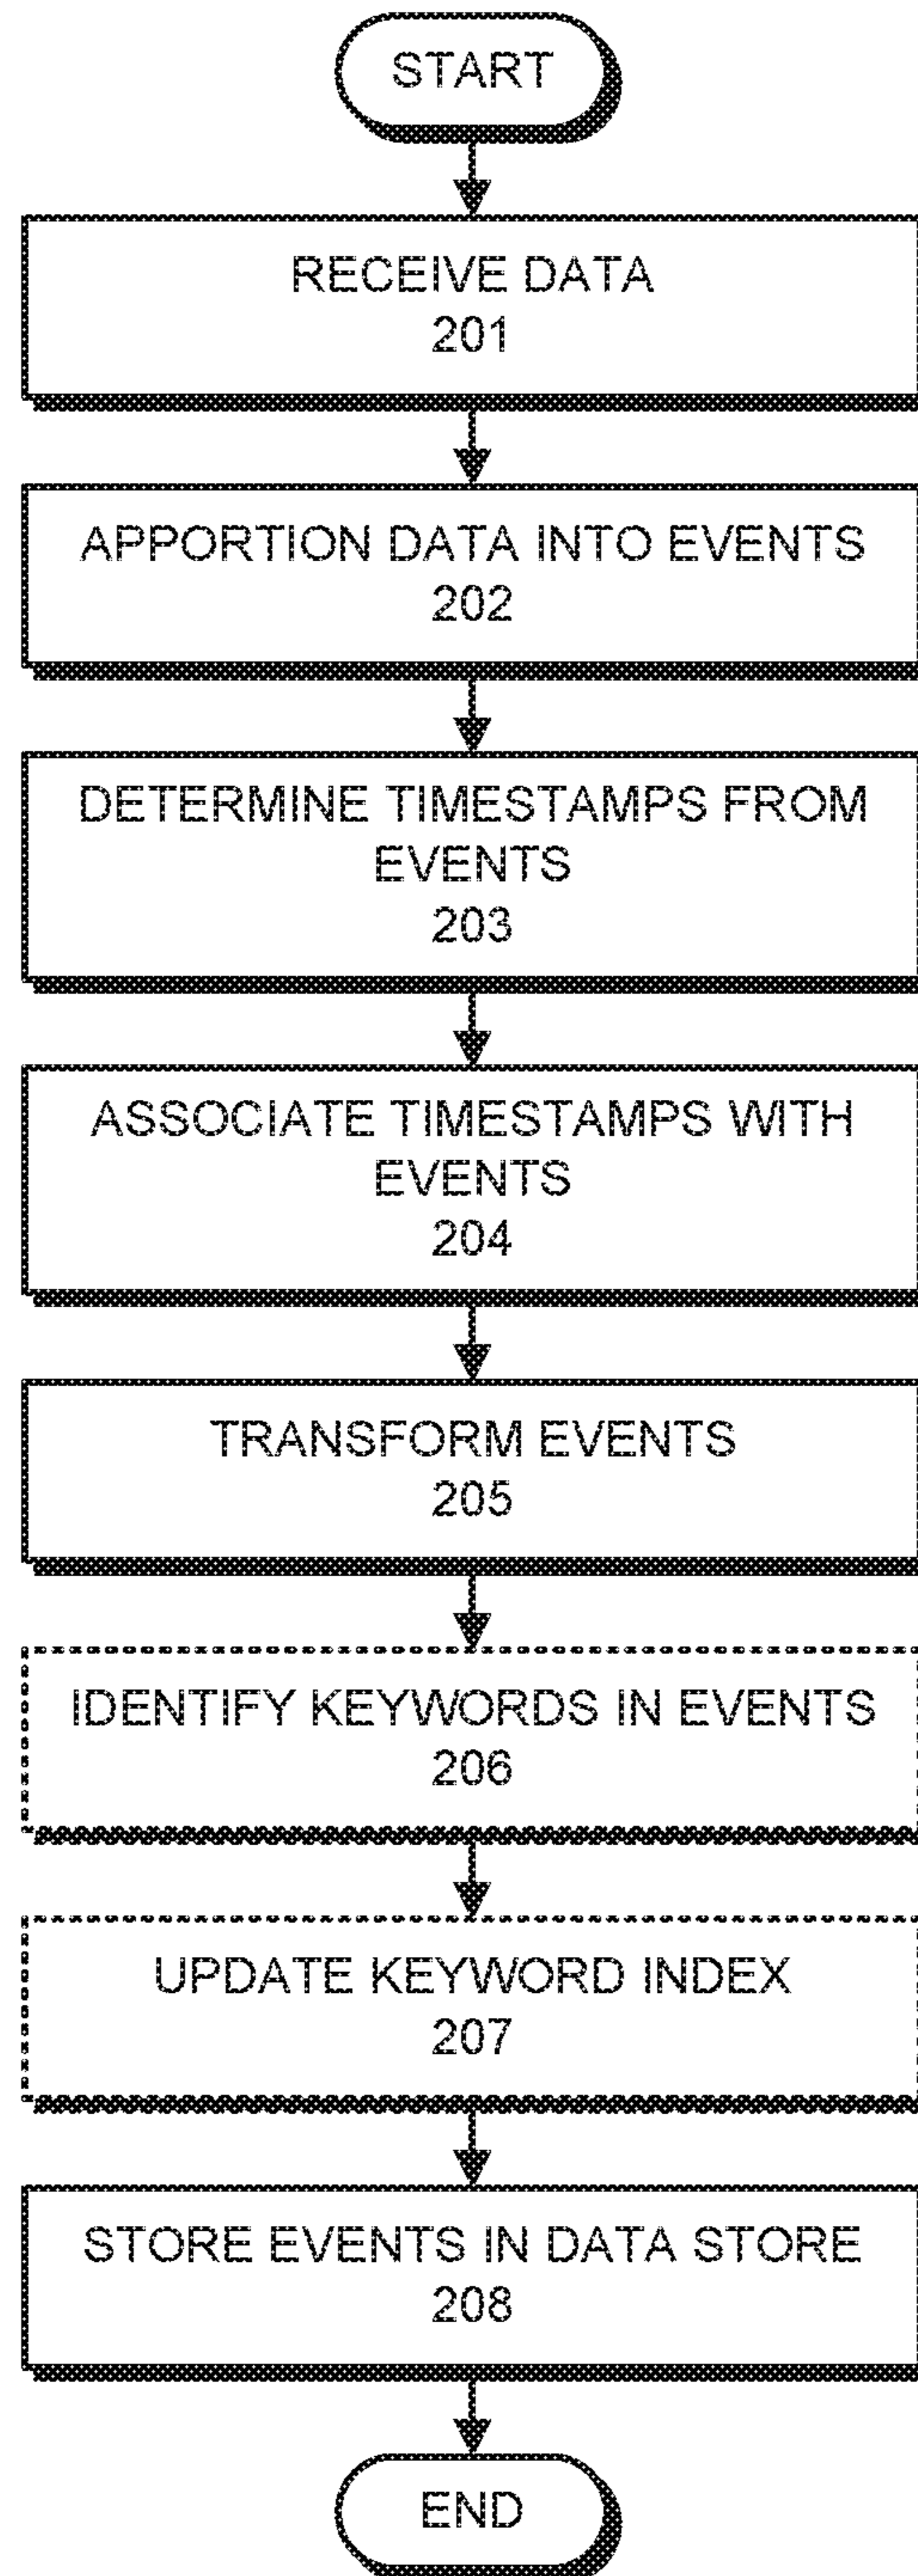 START
RECEIVE DATA
201
APPORTION DATA INTO EVENTS
202
DETERMINE TIMESTAMPS FROM
EVENTS
203
ASSOCIATE TIMESTAMPS WITH
EVENTS
204
TRANSFORM EVENTS
205
IDENTIFY KEYWORDS IN EVENTS
206
UPDATE KEYWORD INDEX
207
STORE EVENTS IN DATA STORE
208
END